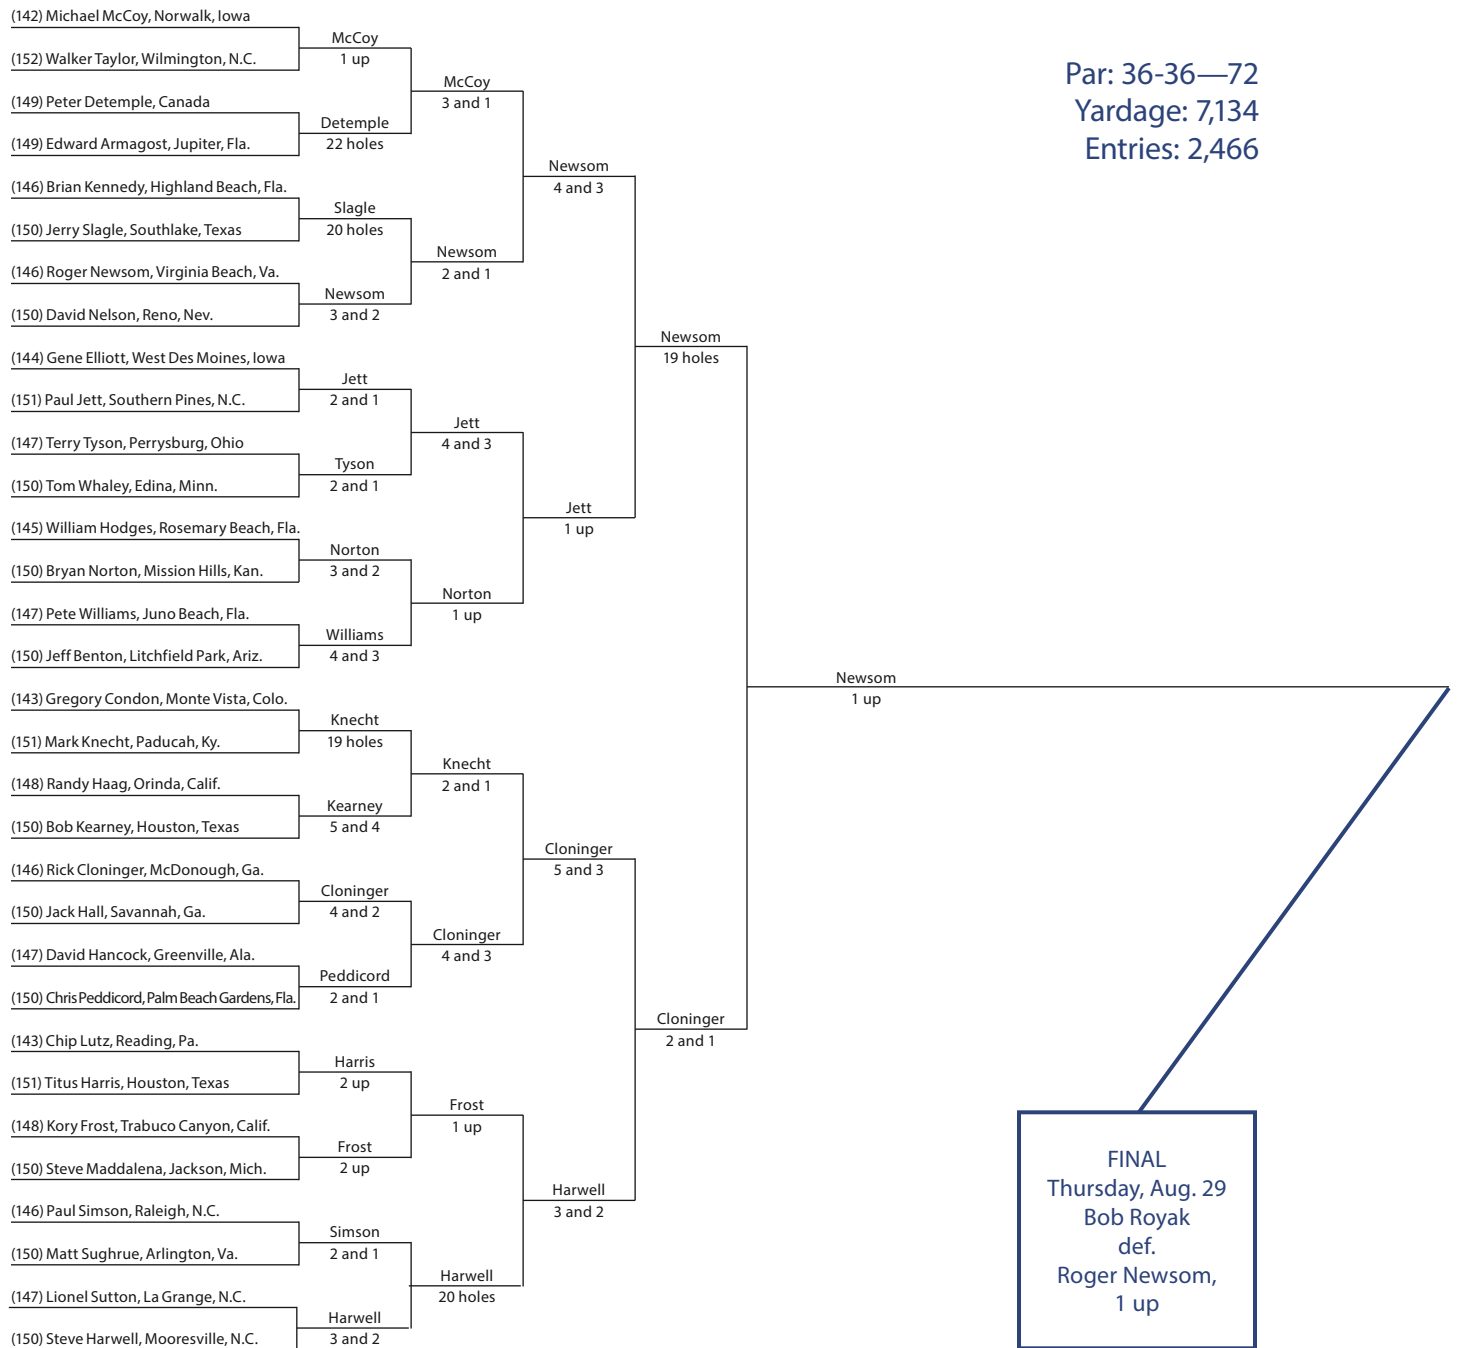 (142) Michael McCoy, Norwalk, Iowa
(152) Walker Taylor, Wilmington, N.C.
(149) Peter Detemple, Canada
(149) Edward Armagost, Jupiter, Fla.
(146) Brian Kennedy, Highland Beach, Fla.
(150) Jerry Slagle, Southlake, Texas
(146) Roger Newsom, Virginia Beach, Va.
(150) David Nelson, Reno, Nev.
(144) Gene Elliott, West Des Moines, Iowa
(151) Paul Jett, Southern Pines, N.C.
(147) Terry Tyson, Perrysburg, Ohio
(150) Tom Whaley, Edina, Minn.
(145) William Hodges, Rosemary Beach, Fla.
(150) Bryan Norton, Mission Hills, Kan.
(147) Pete Williams, Juno Beach, Fla.
(150) Jeff Benton, Litchfield Park, Ariz.
(143) Gregory Condon, Monte Vista, Colo.
(151) Mark Knecht, Paducah, Ky.
(148) Randy Haag, Orinda, Calif.
(150) Bob Kearney, Houston, Texas
(146) Rick Cloninger, McDonough, Ga.
(150) Jack Hall, Savannah, Ga.
(147) David Hancock, Greenville, Ala.
(150) Chris Peddicord, Palm Beach Gardens, Fla.
(143) Chip Lutz, Reading, Pa.
(151) Titus Harris, Houston, Texas
(148) Kory Frost, Trabuco Canyon, Calif.
(150) Steve Maddalena, Jackson, Mich.
(146) Paul Simson, Raleigh, N.C.
(150) Matt Sughrue, Arlington, Va.
(147) Lionel Sutton, La Grange, N.C.
(150) Steve Harwell, Mooresville, N.C.
McCoy
1 up
Detemple
22 holes
Slagle
20 holes
Newsom
3 and 2
Jett
2 and 1
Tyson
2 and 1
Norton
3 and 2
Williams
4 and 3
Knecht
19 holes
Kearney
5 and 4
Cloninger
4 and 2
Peddicord
2 and 1
Harris
2 up
Frost
2 up
Simson
2 and 1
Harwell
3 and 2
McCoy
3 and 1
Newsom
2 and 1
Jett
4 and 3
Norton
1 up
Knecht
2 and 1
Cloninger
4 and 3
Frost
1 up
Harwell
20 holes
Newsom
4 and 3
Jett
1 up
Cloninger
5 and 3
Harwell
3 and 2
Newsom
19 holes
Cloninger
2 and 1
Newsom
1 up
Par: 36-36—72
Yardage: 7,134
Entries: 2,466
FINAL
Thursday, Aug. 29
Bob Royak
def.
Roger Newsom,
1 up